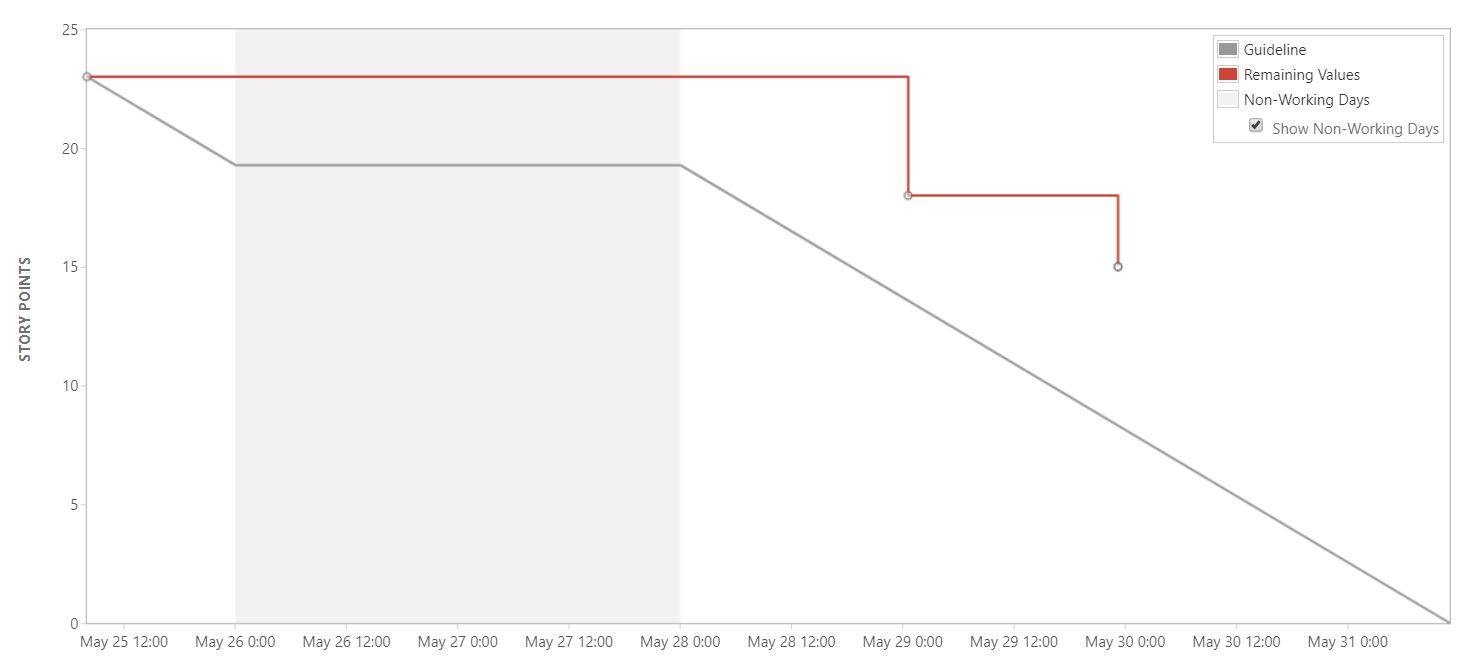 25
20
15
10
5
0
STORY POINTS
Guideline
Remaining Values
Non-Working Days
Show Non-Working Days
May 25 12:00 May 26 0:00 May 26 12:00 May 27 0:00 May 27 12:00 May 28 0:00 May 28 12:00 May 29 0:00 May 29 12:00 May 30 0:00 May 30 12:00 May 31 0:00